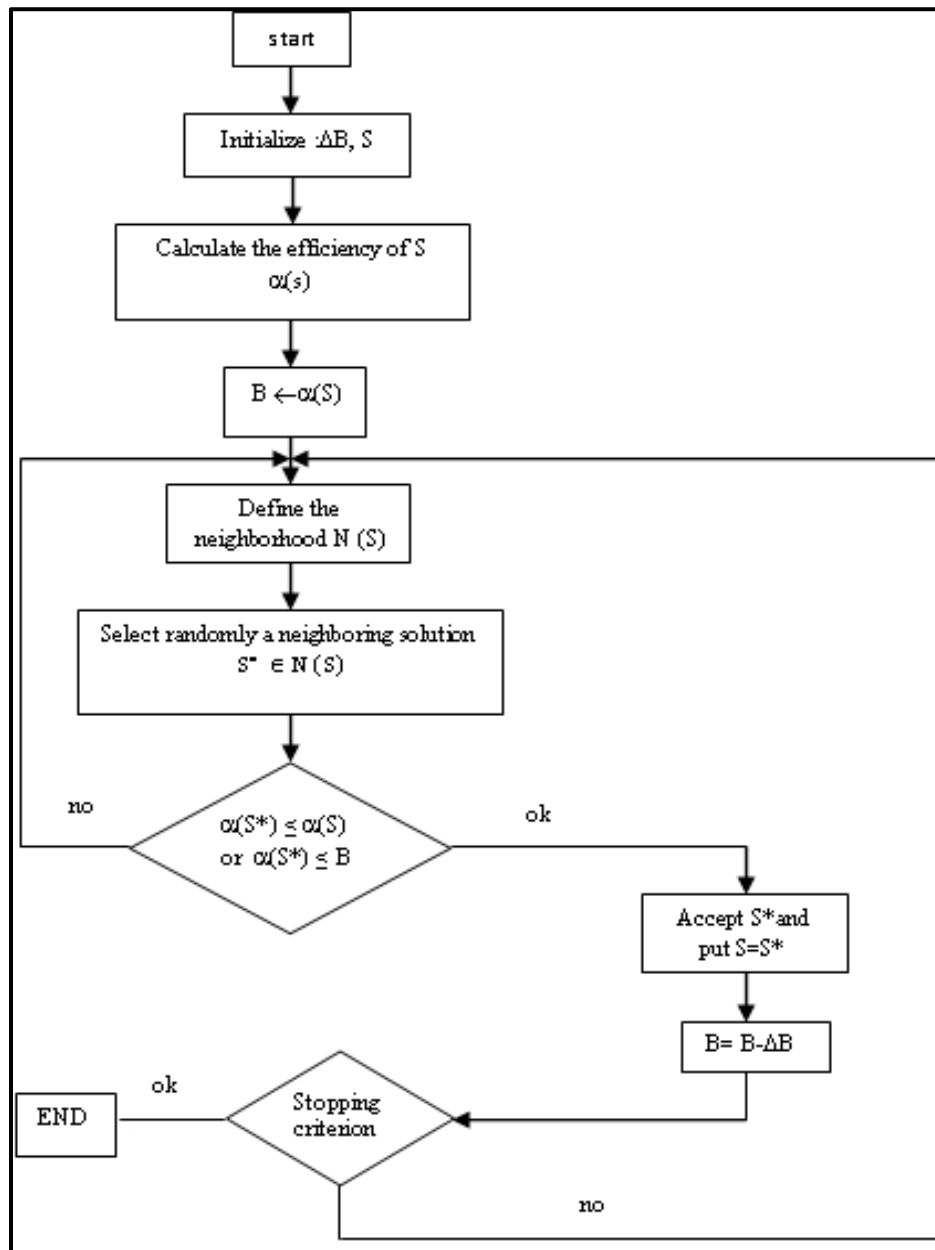 start
Initialize :ΔB, S
Calculate the efficiency of S
α(s)
B ←α(S)
Define the
neighborhood N (S)
Select randomly a neighboring solution
S* ∈ N (S)
no
α(S*) ≤ α(S)
or α(S*) ≤ B
ok
Accept S*and
put S=S*
B= B-ΔB
ok
END
Stopping
criterion
no